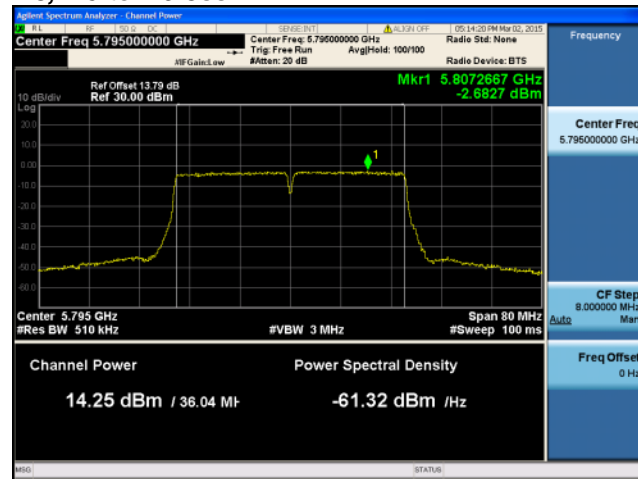 Agilent Spectrum Analyzer - Channel Power
RL RF 50 Ω DC SENSE:INT ALIGN OFF 05:14:20 PM Mar 02, 2015
Center Freq 5.795000000 GHz
Center Freq: 5.795000000 GHz
Radio Std: None
Trig: Free Run Avg|Hold: 100/100
#IFGain:Low #Atten: 20 dB Radio Device: BTS
Frequency
Ref Offset 13.79 dB
Mkr1 5.8072667 GHz
10 dB/div Ref 30.00 dBm -2.6827 dBm
Log
20.0
10.0
0.00
-10.0
-20.0
-30.0
-40.0
-50.0
-60.0
1
Center Freq
5.795000000 GHz
Center 5.795 GHz Span 80 MHz
#Res BW 510 kHz #VBW 3 MHz #Sweep 100 ms
CF Step
8.000000 MHz
Auto Man
Channel Power Power Spectral Density
14.25 dBm / 36.04 MH -61.32 dBm /Hz
Freq Offset
0 Hz
MSG STATUS